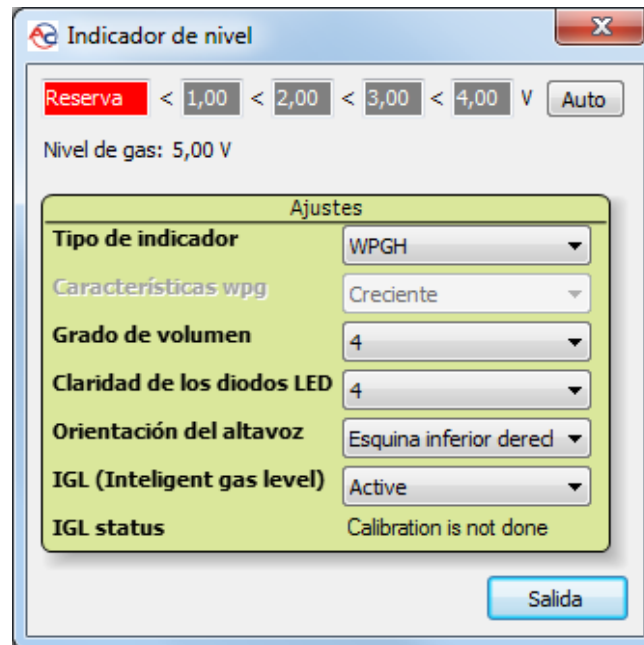 Indicador de nivel
Reserva < 1,00 < 2,00 < 3,00 < 4,00 V Auto
Nivel de gas: 5,00 V
Ajustes
Tipo de indicador WPGH
Características wpg Creciente
Grado de volumen 4
Claridad de los diodos LED 4
Orientación del altavoz Esquina inferior derecl
IGL (Inteligent gas level) Active
IGL status Calibration is not done
Salida